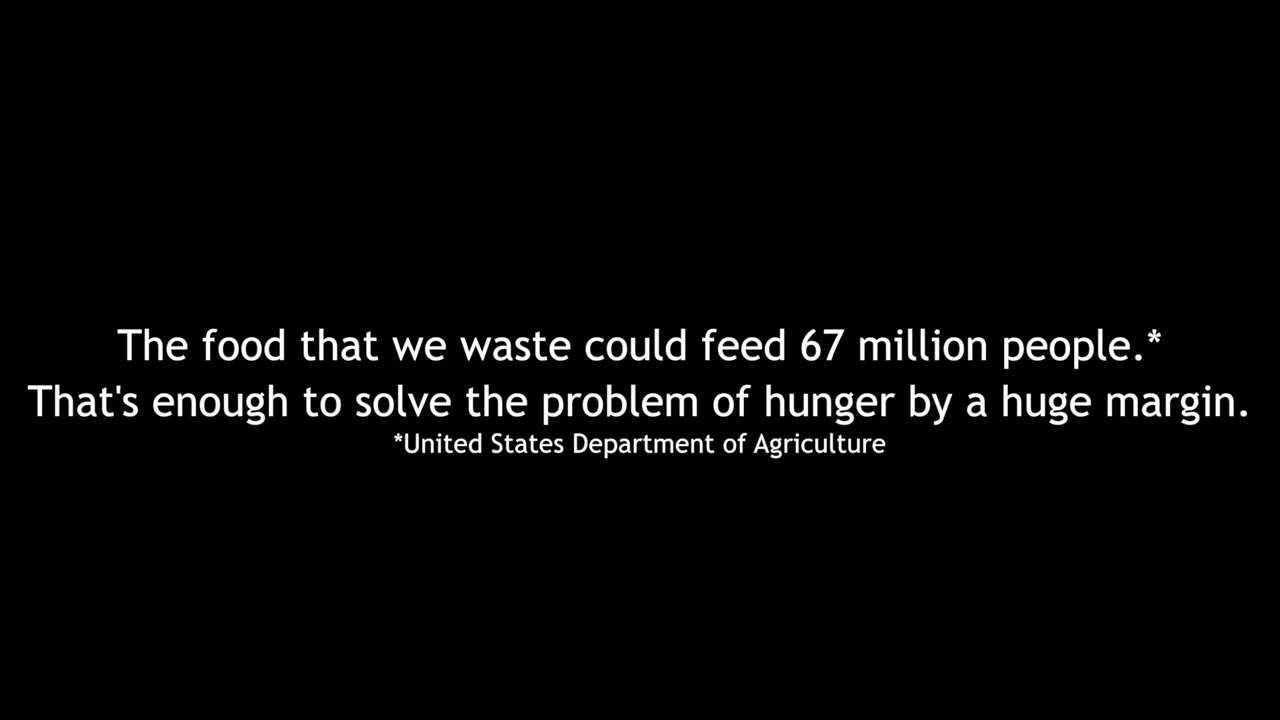 The food that we waste could feed 67 million people.*
That's enough to solve the problem of hunger by a huge margin.
*United States Department of Agriculture